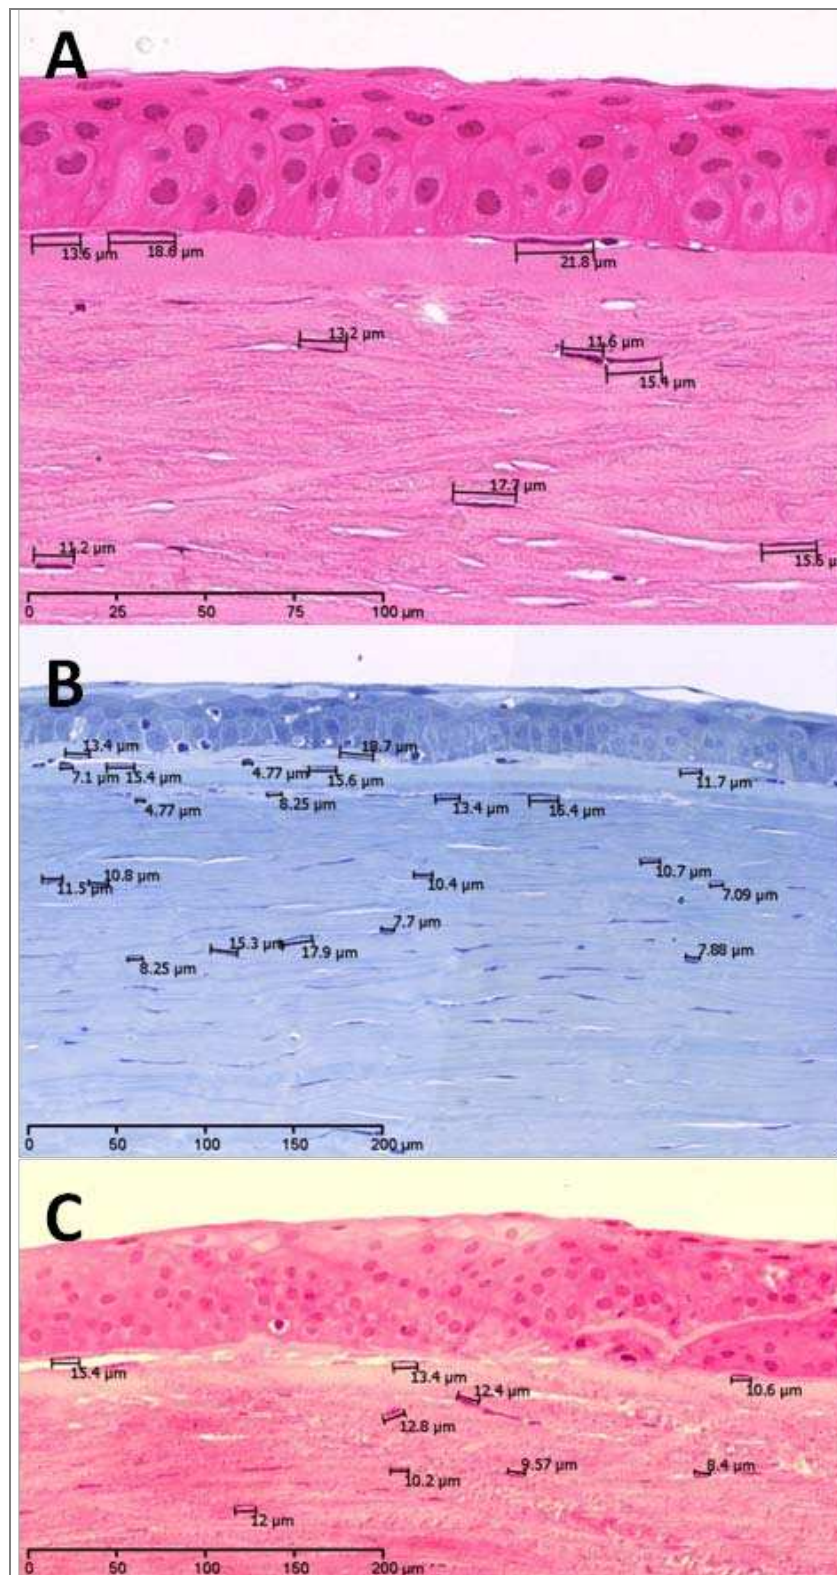 A
13.6 µm
18.6 µm
21.8 µm
13.2 µm
11.6 µm
15.4 µm
17.7 µm
11.2 µm
15.6 µ
0 25 50 75 100 µm
B
13.4 µm
18.7 µm
7.1 µm
15.4 µm
4.77 µm
15.6 µm
11.7 µm
4.77 µm
8.25 µm
13.4 µm
16.4 µm
10.8 µm
11.5 µm
10.4 µm
10.7 µm
7.09 µm
7.7 µm
15.3 µm
17.9 µm
7.88 µm
8.25 µm
0 50 100 150 200 µm
C
15.4 µm
13.4 µm
12.4 µm
10.6 µm
12.8 µm
10.2 µm
9.57 µm
8.4 µm
12 µm
0 50 100 150 200 µm